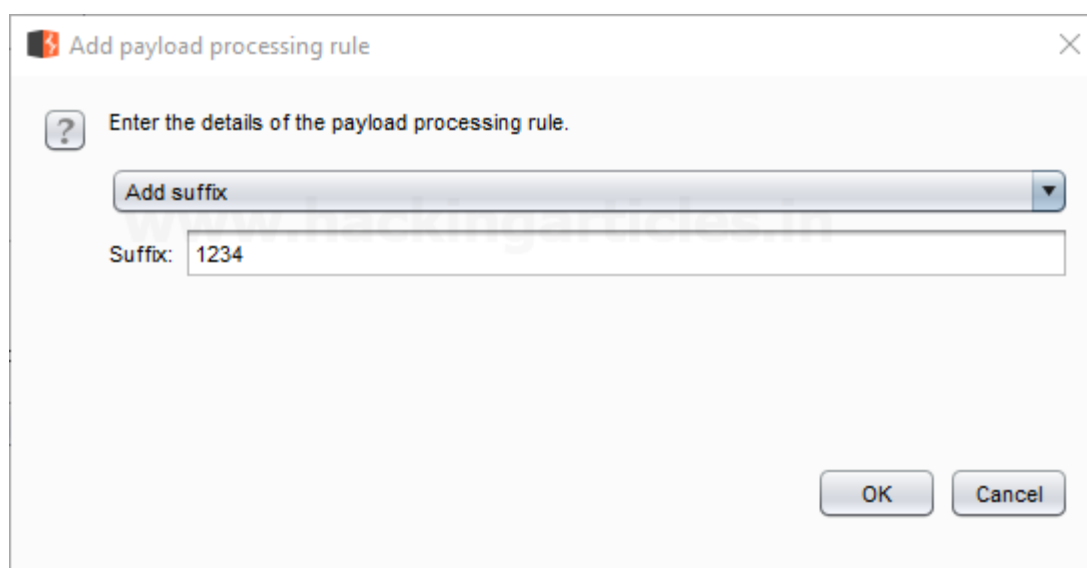 Add payload processing rule
?
Enter the details of the payload processing rule.
Add suffix
www.hackingarticles.in
Suffix: 1234
OK Cancel